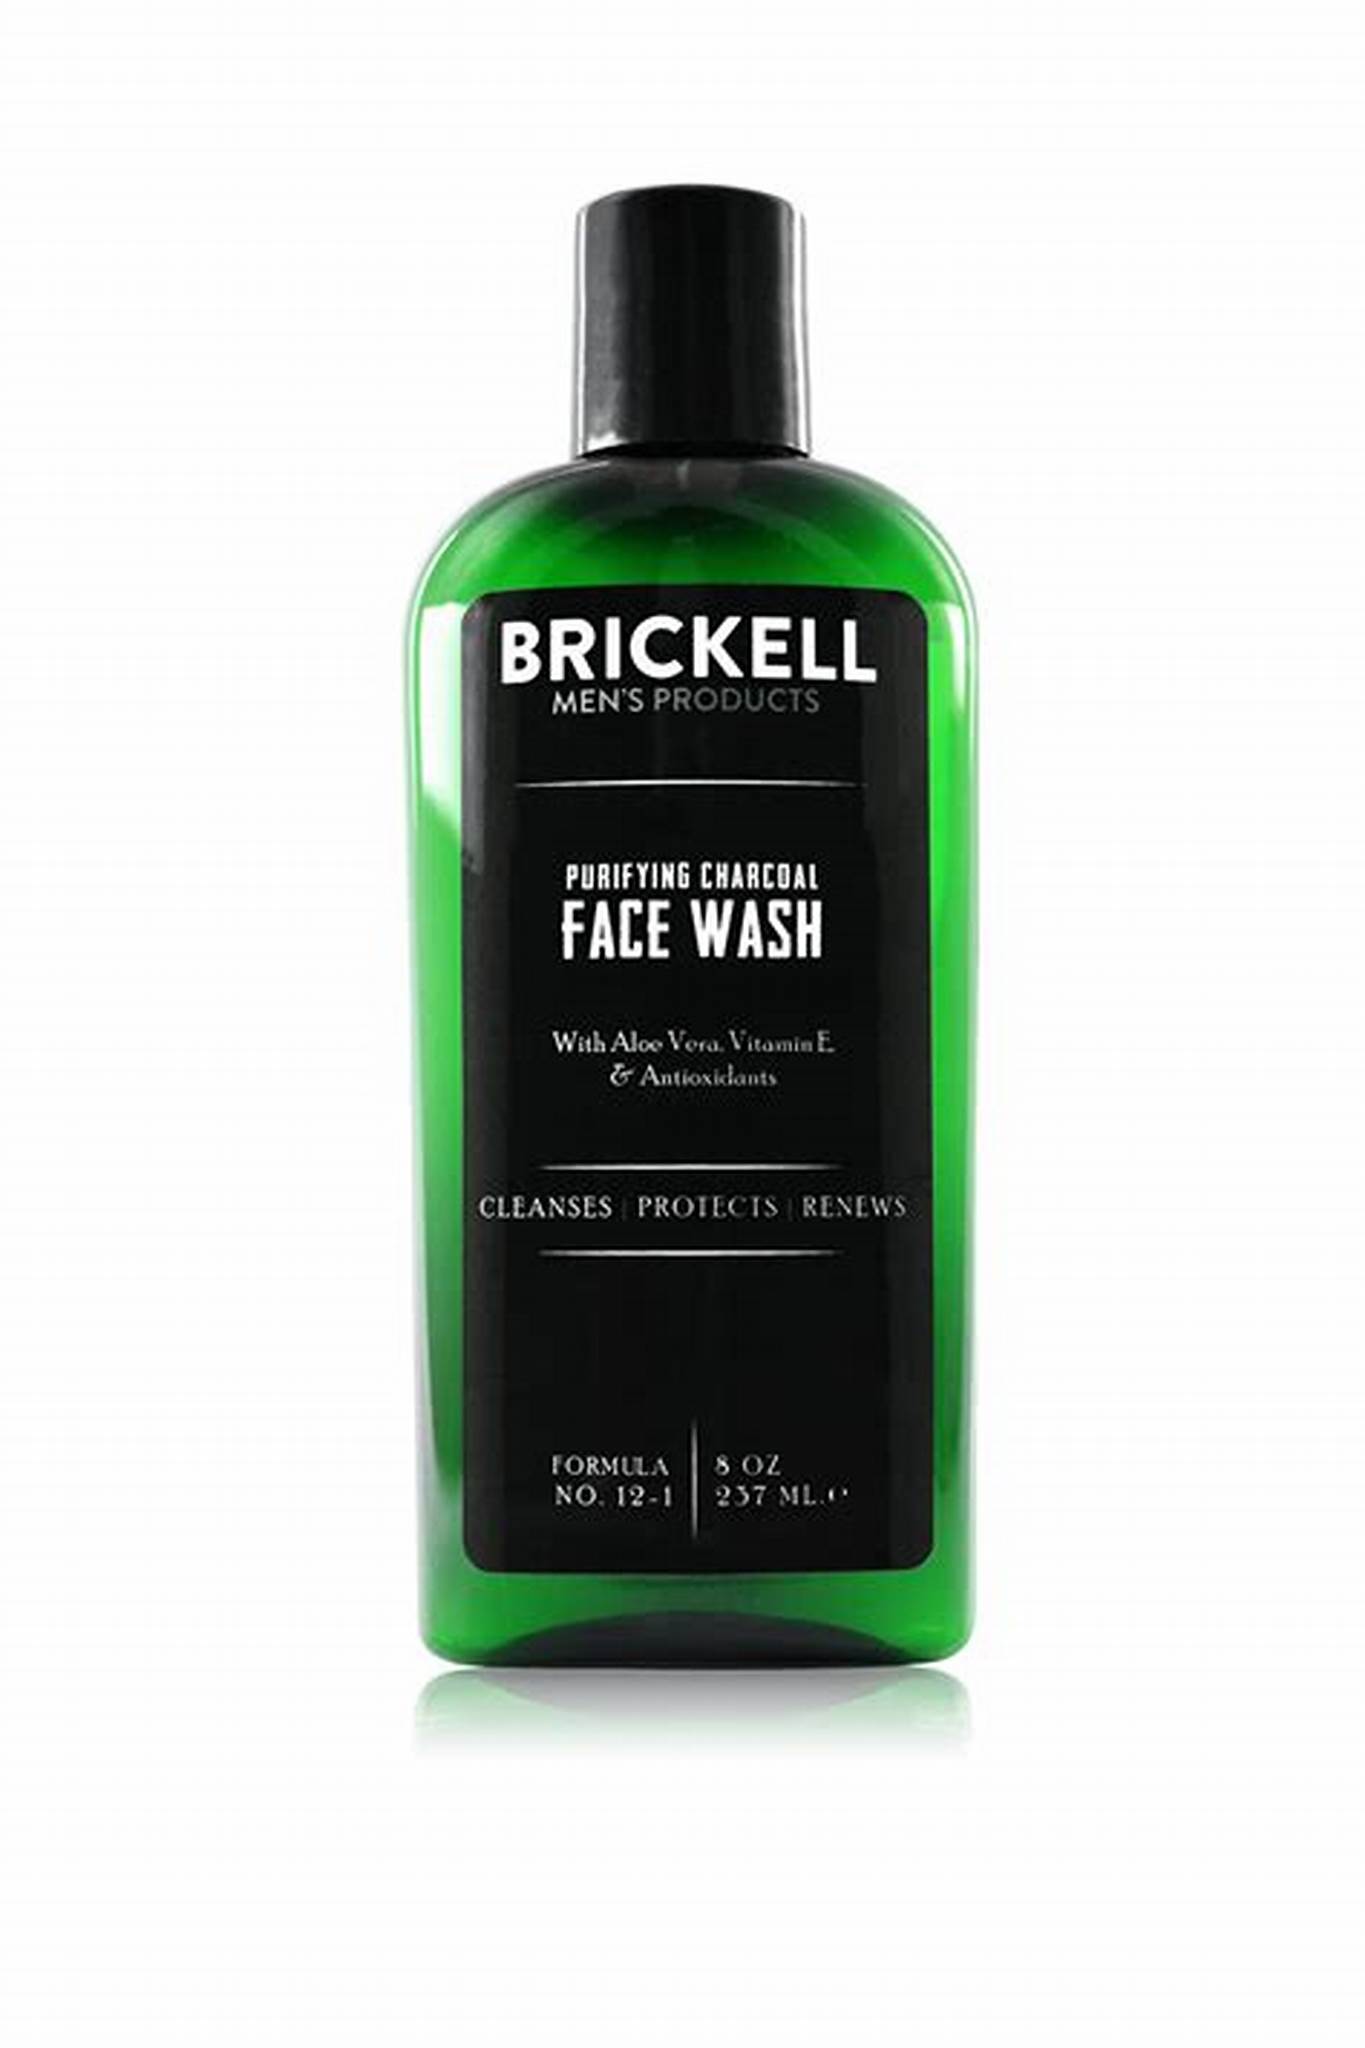 BRICKELL
MEN'S PRODUCTS
PURIFYING CHARCOAL
FACE WASH
With Aloe Vera, Vitamin E,
& Antioxidants
CLEANSES | PROTECTS | RENEWS
FORMULA
NO. 12-1
8 OZ
237 ML.e